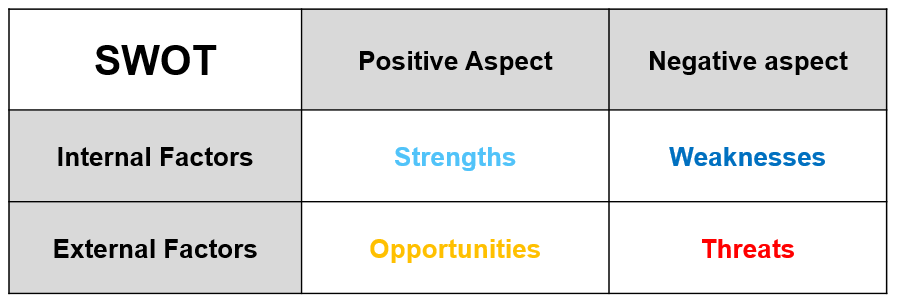 SWOT
Positive Aspect
Negative aspect
Internal Factors
Strengths
Weaknesses
External Factors
Opportunities
Threats